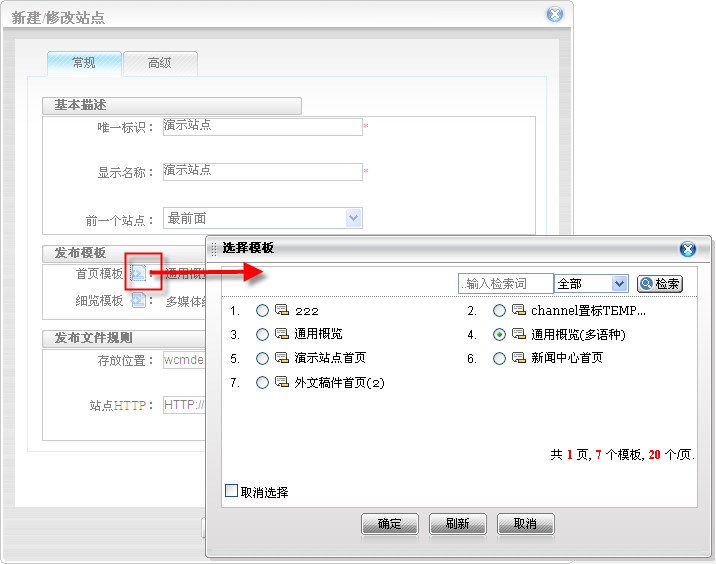 新建/修改站点
常规 高级
基本描述
唯一标识： 演示站点 *
显示名称： 演示站点 *
前一个站点： 最前面
发布模板
首页模板 ： 通用概
细览模板 ： 多媒体
发布文件规则
存放位置： wcmde
站点HTTP： HTTP://
选择模板
..输入检索词 全部 检索
1. 222
2. channel置标TEMP...
3. 通用概览
4. 通用概览(多语种)
5. 演示站点首页
6. 新闻中心首页
7. 外文稿件首页(2)
共 1 页, 7 个模板, 20 个/页.
取消选择
确定 刷新 取消